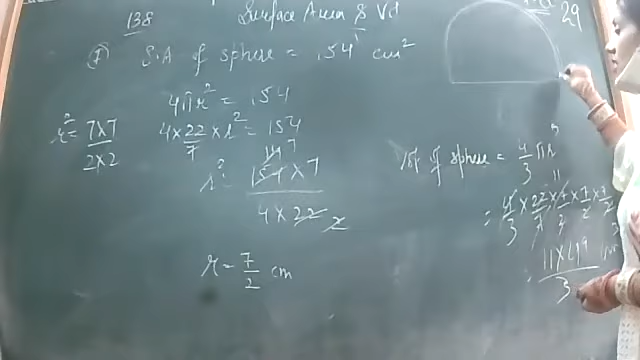 138 Surface Area & Vol
29
S.A of sphere = 154 cm²
4πr² = 154
4 × 22/7 × r² = 154
r² = 154 × 7 / 4 × 22
r² = 7×7 / 2×2
r = 7/2 cm
Vol of sphere = 4/3 πr³
= 4/3 × 22/7 × 7/2 × 7/2 × 7/2
11×49 / 3